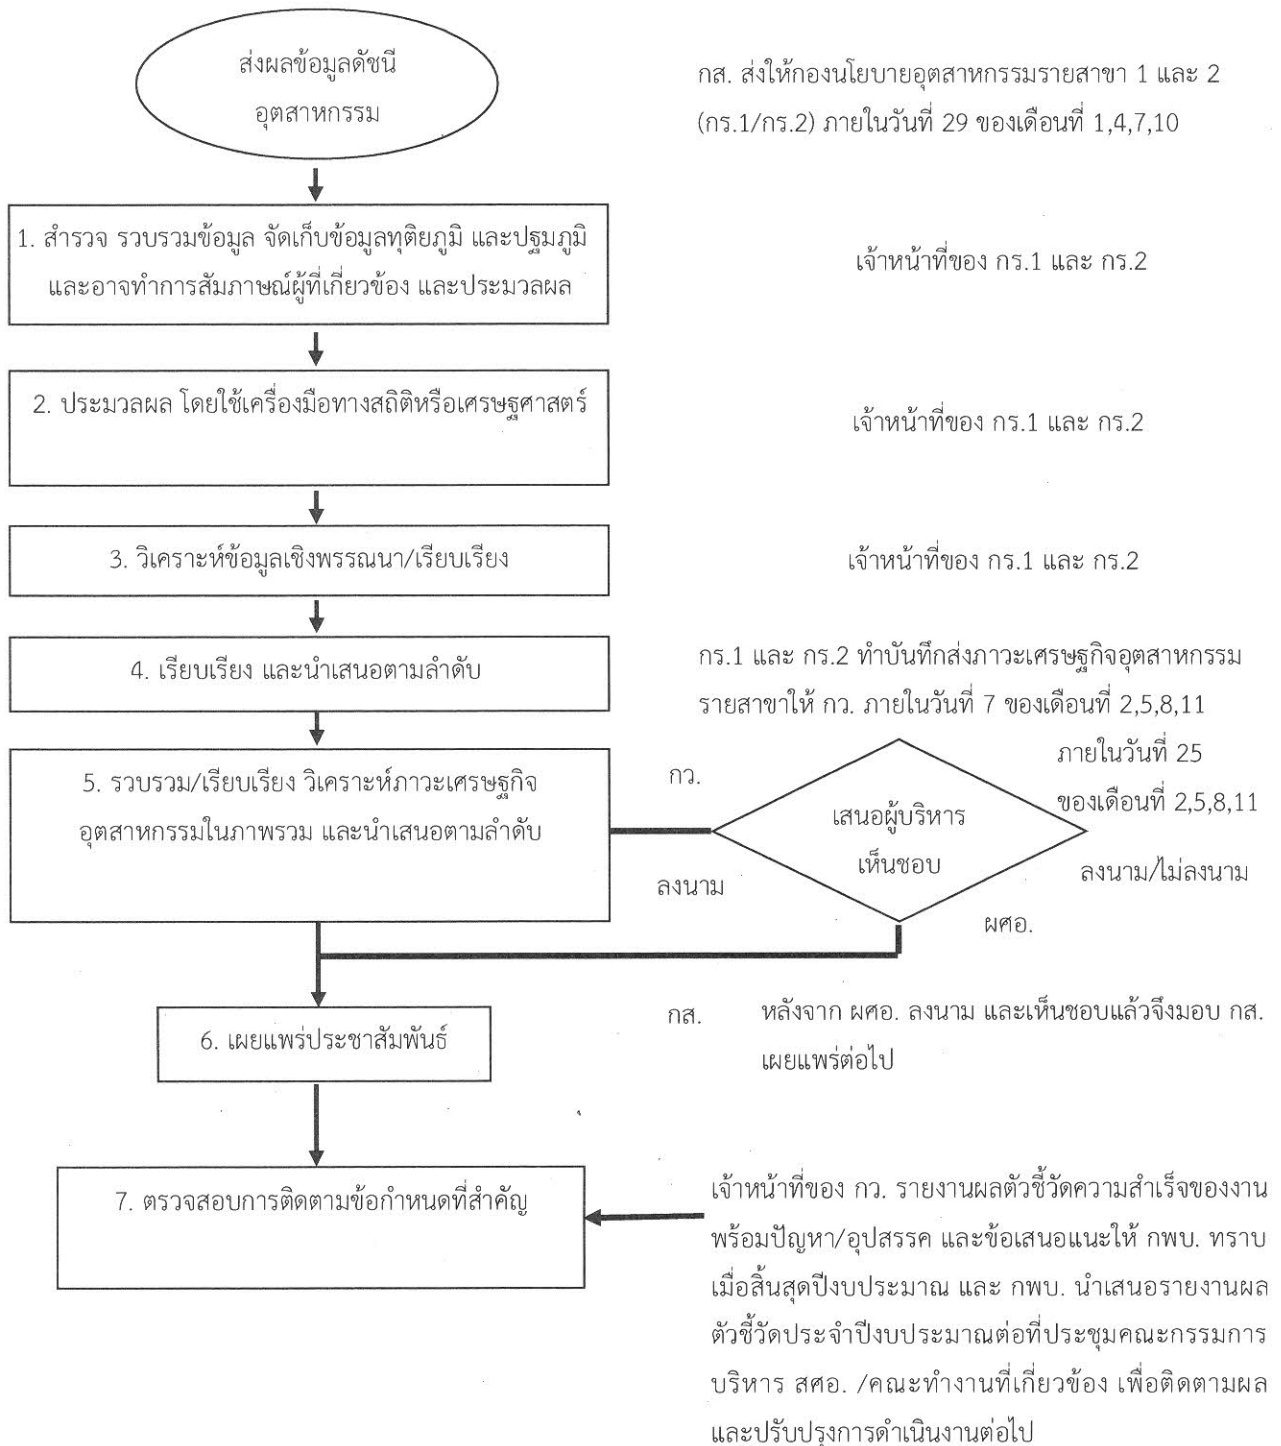 ส่งผลข้อมูลดัชนี
อุตสาหกรรม
กส. ส่งให้กองนโยบายอุตสาหกรรมรายสาขา 1 และ 2
(กร.1/กร.2) ภายในวันที่ 29 ของเดือนที่ 1,4,7,10
1. สำรวจ รวบรวมข้อมูล จัดเก็บข้อมูลทุติยภูมิ และปฐมภูมิ
และอาจทำการสัมภาษณ์ผู้ที่เกี่ยวข้อง และประมวลผล
เจ้าหน้าที่ของ กร.1 และ กร.2
2. ประมวลผล โดยใช้เครื่องมือทางสถิติหรือเศรษฐศาสตร์
เจ้าหน้าที่ของ กร.1 และ กร.2
3. วิเคราะห์ข้อมูลเชิงพรรณนา/เรียบเรียง
เจ้าหน้าที่ของ กร.1 และ กร.2
4. เรียบเรียง และนำเสนอตามลำดับ
กร.1 และ กร.2 ทำบันทึกส่งภาวะเศรษฐกิจอุตสาหกรรม
รายสาขาให้ กว. ภายในวันที่ 7 ของเดือนที่ 2,5,8,11
5. รวบรวม/เรียบเรียง วิเคราะห์ภาวะเศรษฐกิจ
อุตสาหกรรมในภาพรวม และนำเสนอตามลำดับ
กว.
ลงนาม
เสนอผู้บริหาร
เห็นชอบ
ภายในวันที่ 25
ของเดือนที่ 2,5,8,11
ลงนาม/ไม่ลงนาม
ผศอ.
6. เผยแพร่ประชาสัมพันธ์
กส.
หลังจาก ผศอ. ลงนาม และเห็นชอบแล้วจึงมอบ กส.
เผยแพร่ต่อไป
7. ตรวจสอบการติดตามข้อกำหนดที่สำคัญ
เจ้าหน้าที่ของ กว. รายงานผลตัวชี้วัดความสำเร็จของงาน
พร้อมปัญหา/อุปสรรค และข้อเสนอแนะให้ กพบ. ทราบ
เมื่อสิ้นสุดปีงบประมาณ และ กพบ. นำเสนอรายงานผล
ตัวชี้วัดประจำปีงบประมาณต่อที่ประชุมคณะกรรมการ
บริหาร สศอ. /คณะทำงานที่เกี่ยวข้อง เพื่อติดตามผล
และปรับปรุงการดำเนินงานต่อไป